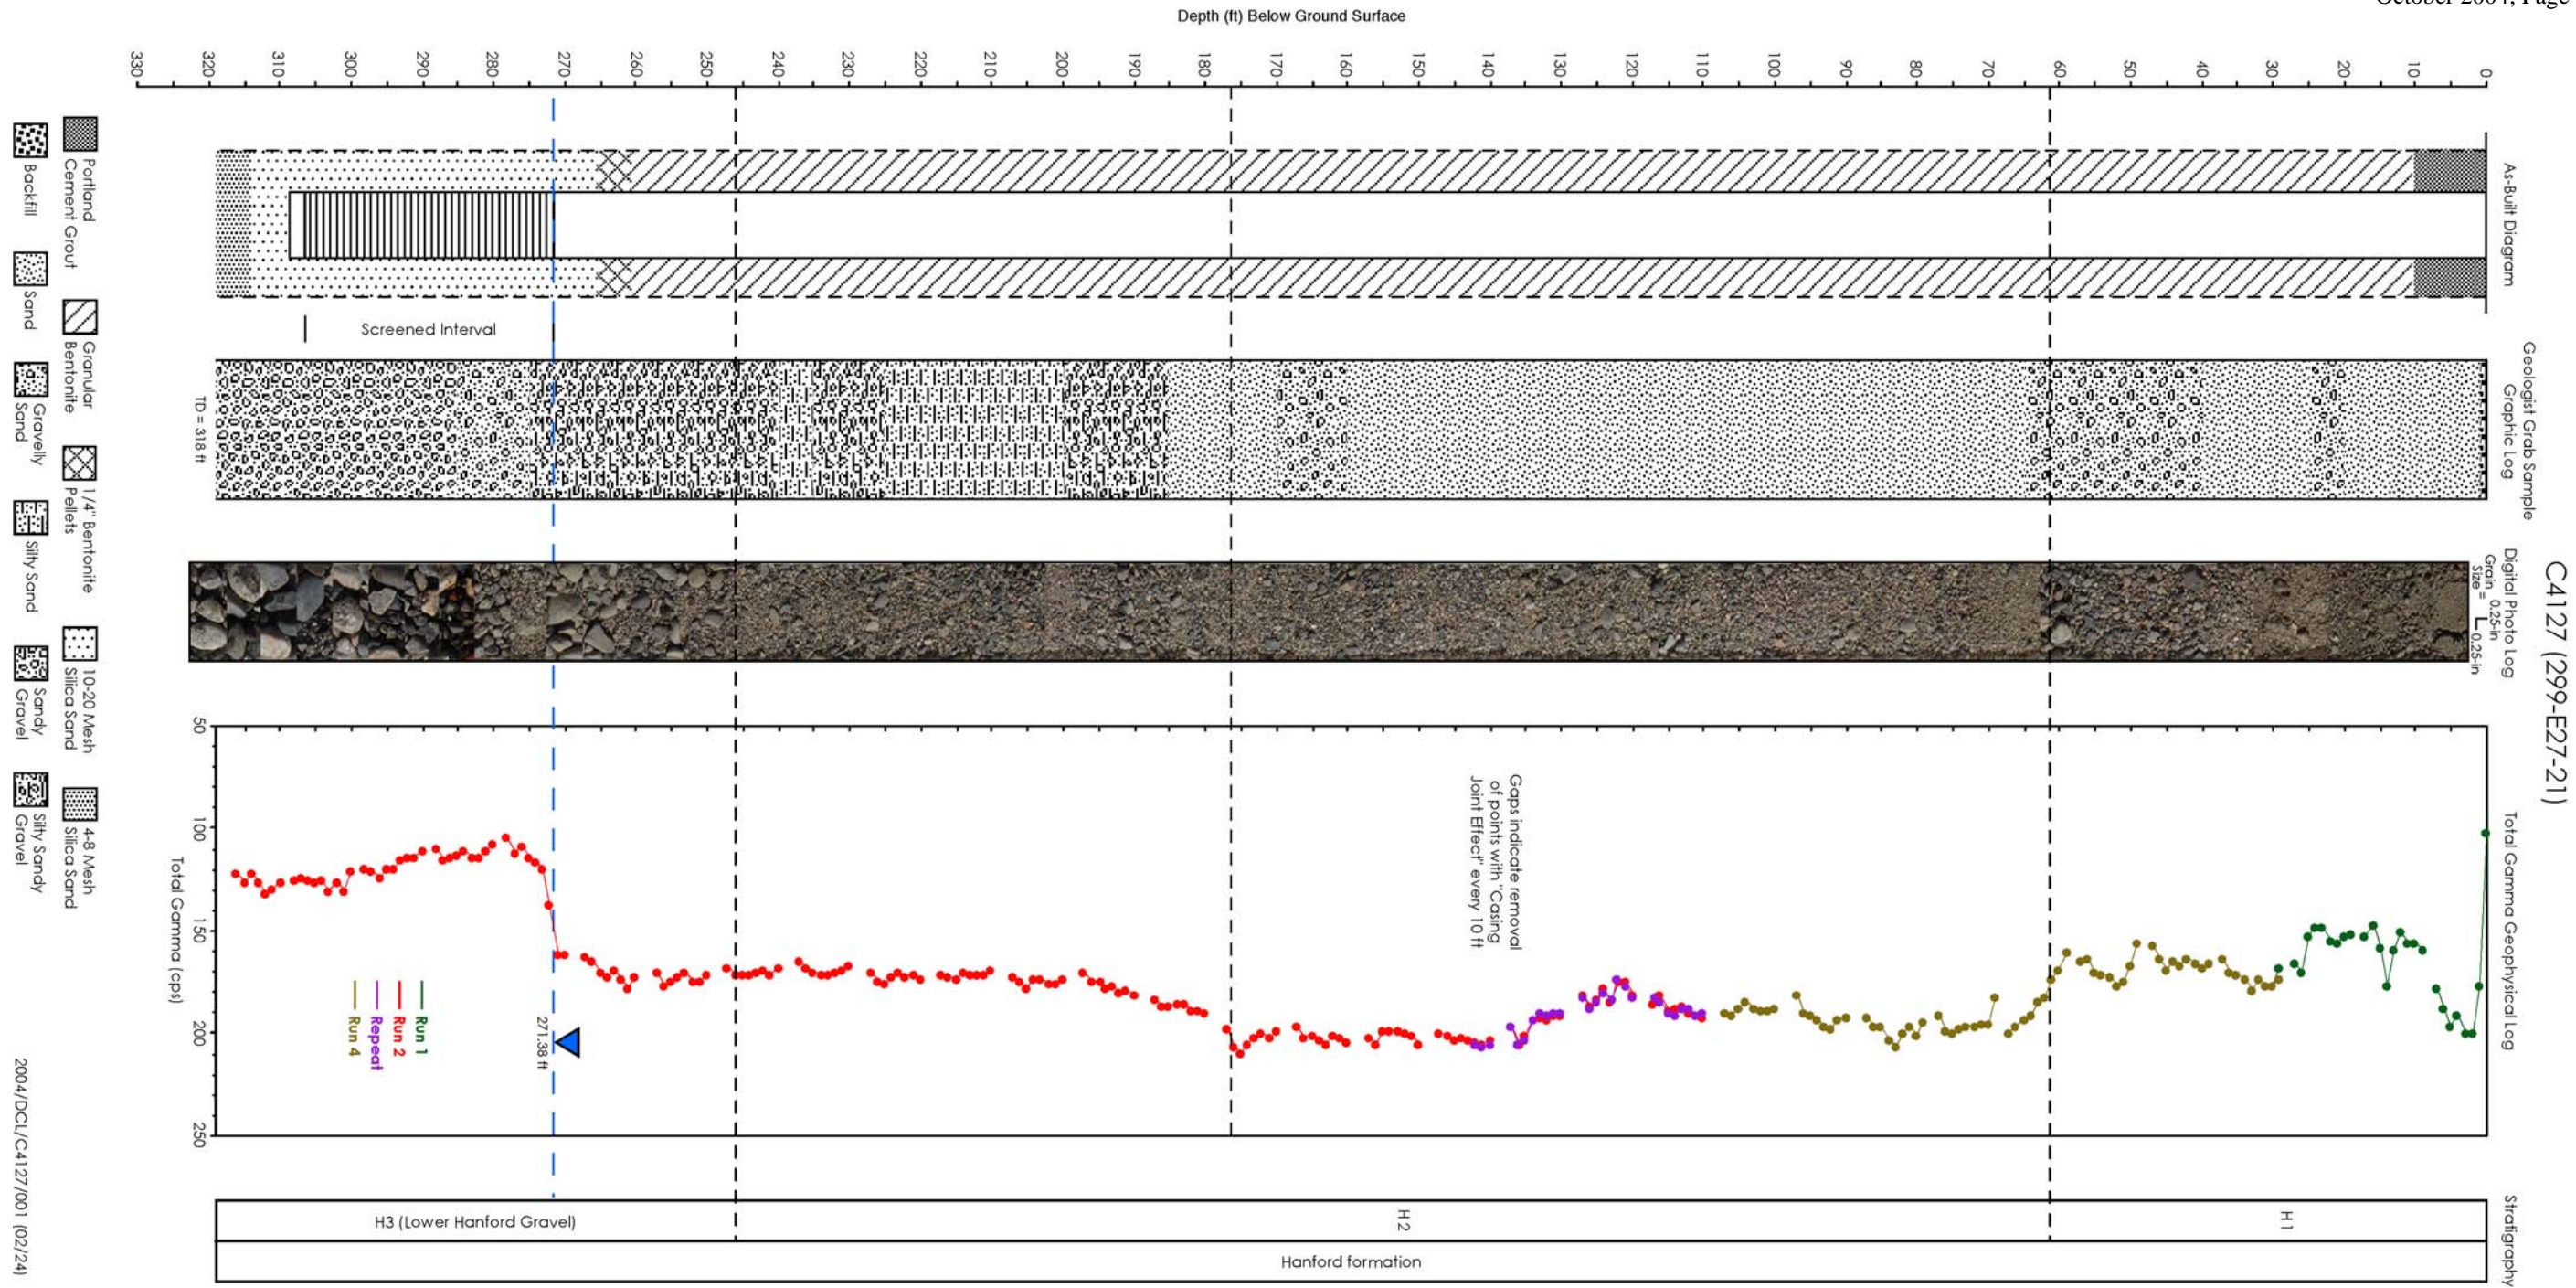 October 2004, Page
C4127 (299-E27-21)
Depth (ft) Below Ground Surface
0
10
20
30
40
50
60
70
80
90
100
110
120
130
140
150
160
170
180
190
200
210
220
230
240
250
260
270
280
290
300
310
320
330
As-Built Diagram
Screened Interval
Geologist Grab Sample
Graphic Log
TD = 318 ft
Digital Photo Log
Grain
Size =
0.25-in
0.25-in
Total Gamma Geophysical Log
Gaps indicate removal
of points with "Casing
Joint Effect" every 10 ft
271.38 ft
Run 1
Run 2
Repeat
Run 4
50
100
150
200
250
Total Gamma (cps)
Stratigraphy
H1
H2
H3 (Lower Hanford Gravel)
Hanford formation
Portland
Cement Grout
Granular
Bentonite
1/4" Bentonite
Pellets
10-20 Mesh
Silica Sand
4-8 Mesh
Silica Sand
Backfill
Sand
Gravelly
Sand
Silty Sand
Sandy
Gravel
Silty Sandy
Gravel
2004/DCL/C4127/001 (02/24)